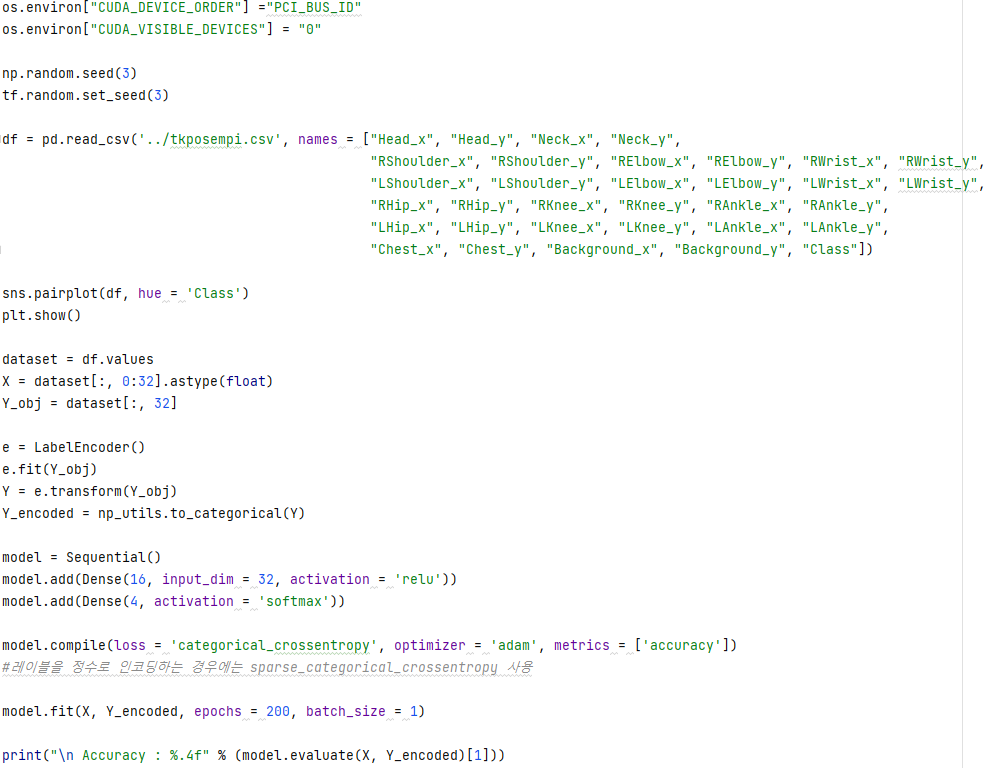 os.environ["CUDA_DEVICE_ORDER"] ="PCI_BUS_ID"
os.environ["CUDA_VISIBLE_DEVICES"] = "0"
np.random.seed(3)
tf.random.set_seed(3)
df = pd.read_csv('../tkposempi.csv', names = ["Head_x", "Head_y", "Neck_x", "Neck_y",
"RShoulder_x", "RShoulder_y", "RElbow_x", "RElbow_y", "RWrist_x", "RWrist_y",
"LShoulder_x", "LShoulder_y", "LElbow_x", "LElbow_y", "LWrist_x", "LWrist_y",
"RHip_x", "RHip_y", "RKnee_x", "RKnee_y", "RAnkle_x", "RAnkle_y",
"LHip_x", "LHip_y", "LKnee_x", "LKnee_y", "LAnkle_x", "LAnkle_y",
"Chest_x", "Chest_y", "Background_x", "Background_y", "Class"])
sns.pairplot(df, hue = 'Class')
plt.show()
dataset = df.values
X = dataset[:, 0:32].astype(float)
Y_obj = dataset[:, 32]
e = LabelEncoder()
e.fit(Y_obj)
Y = e.transform(Y_obj)
Y_encoded = np_utils.to_categorical(Y)
model = Sequential()
model.add(Dense(16, input_dim = 32, activation = 'relu'))
model.add(Dense(4, activation = 'softmax'))
model.compile(loss = 'categorical_crossentropy', optimizer = 'adam', metrics = ['accuracy'])
#레이블을 정수로 인코딩하는 경우에는 sparse_categorical_crossentropy 사용
model.fit(X, Y_encoded, epochs = 200, batch_size = 1)
print("\n Accuracy : %.4f" % (model.evaluate(X, Y_encoded)[1]))